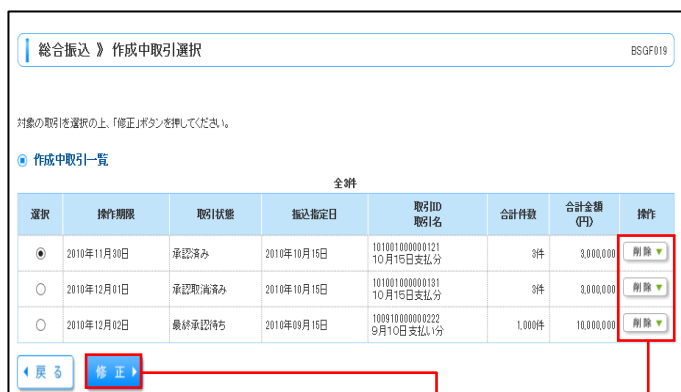 総合振込 》 作成中取引選択 BSGF019
対象の取引を選択の上、「修正」ボタンを押してください。
作成中取引一覧
全3件
選択 操作期限 取引状態 振込指定日 取引ID 取引名 合計件数 合計金額 (円) 操作
2010年11月30日 承認済み 2010年10月15日 101001000000121 10月15日支払分 3件 3,000,000 削除▼
2010年12月01日 承認取消済み 2010年10月15日 101001000000131 10月15日支払分 3件 3,000,000 削除▼
2010年12月02日 最終承認待ち 2010年09月15日 100910000000222 9月10日支払い分 1,000件 10,000,000 削除▼
戻る 修正